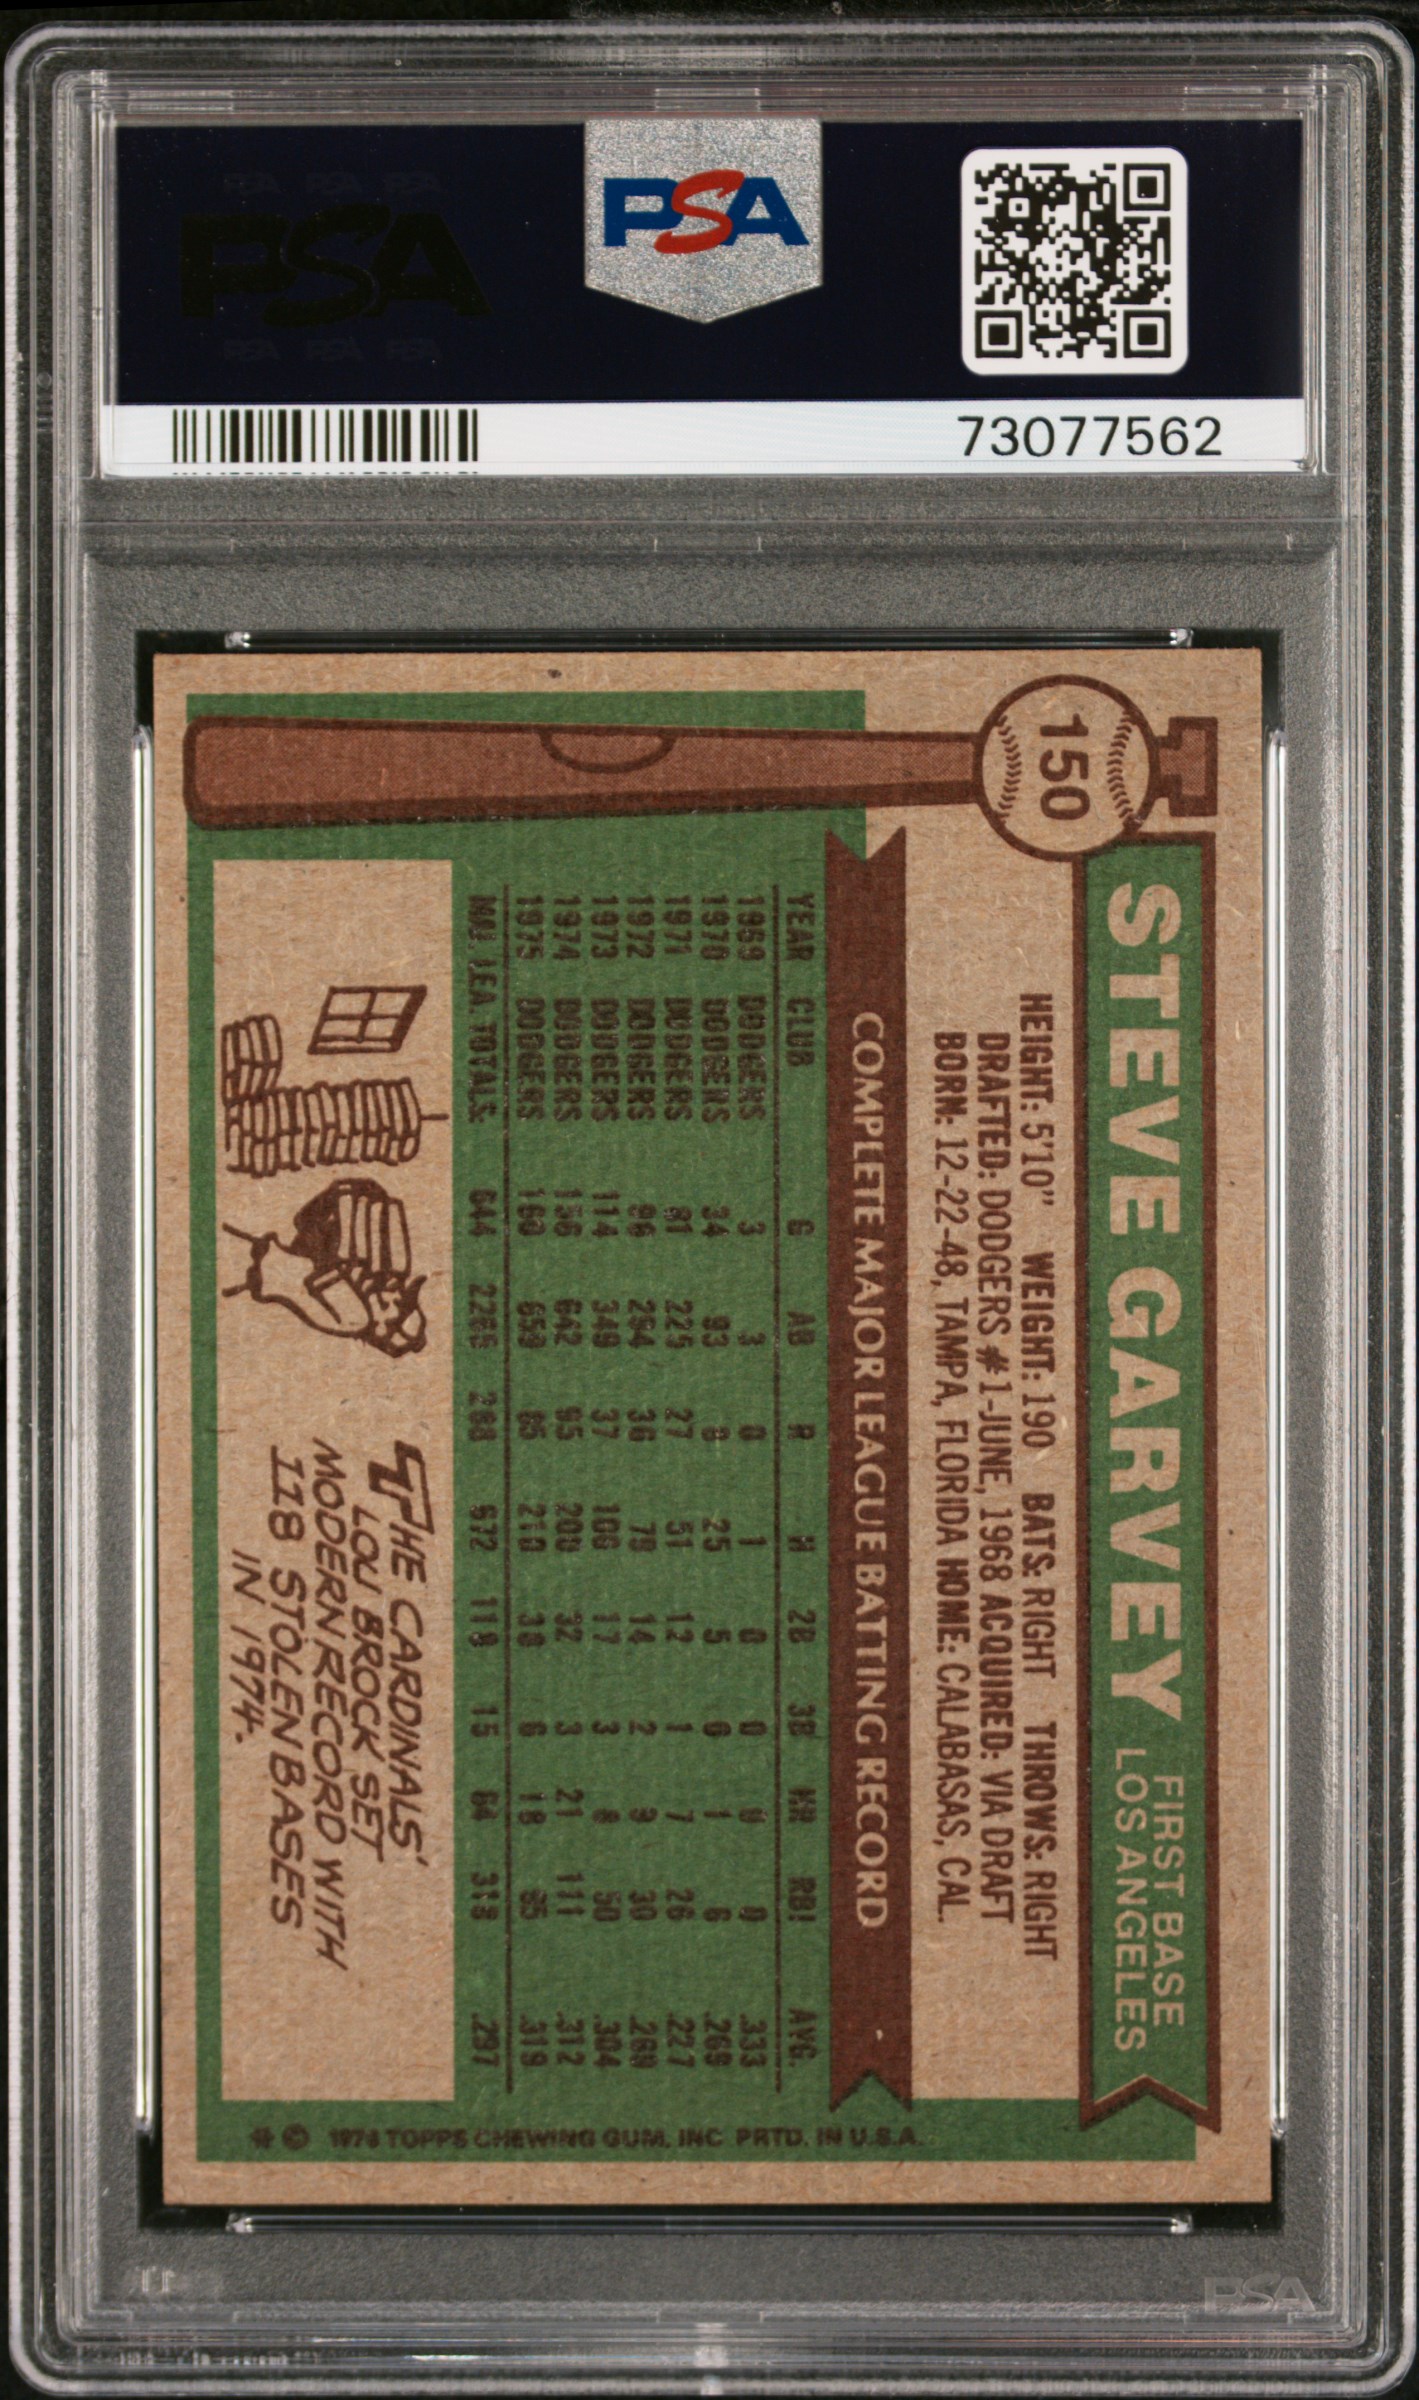 PSA PSA PSA
PSA
PSA PSA PSA
PSA
73077562
150
STEVE GARVEY FIRST BASE
LOS ANGELES
HEIGHT: 5'10" WEIGHT: 190 BATS: RIGHT THROWS: RIGHT
DRAFTED: DODGERS #1-JUNE, 1968 ACQUIRED: VIA DRAFT
BORN: 12-22-48, TAMPA, FLORIDA HOME: CALABASAS, CAL.
COMPLETE MAJOR LEAGUE BATTING RECORD
YEAR CLUB G AB R H 2B 3B HR RBI AVG.
1969 DODGERS 3 3 0 1 0 0 0 0 .333
1970 DODGERS 34 93 8 25 5 0 1 6 .269
1971 DODGERS 81 225 27 51 12 1 7 26 .227
1972 DODGERS 96 294 36 79 14 2 9 30 .269
1973 DODGERS 114 349 37 106 17 3 8 50 .304
1974 DODGERS 156 642 95 200 32 3 21 111 .312
1975 DODGERS 160 659 85 210 38 6 18 95 .319
MAJ. LEA. TOTALS 644 2265 288 672 118 15 64 318 .297
THE CARDINALS'
LOU BROCK SET
MODERN RECORD WITH
118 STOLEN BASES
IN 1974.
* © 1976 TOPPS CHEWING GUM, INC. PRTD. IN U.S.A.
PSA